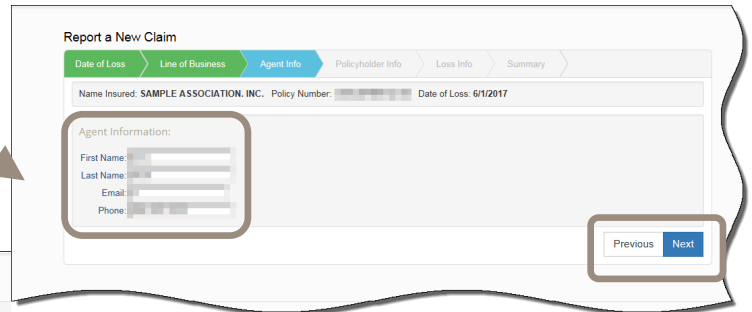 Report a New Claim
Date of Loss Line of Business Agent Info Policyholder Info Loss Info Summary
Name Insured: SAMPLE ASSOCIATION. INC. Policy Number: Date of Loss: 6/1/2017
Agent Information:
First Name:
Last Name:
Email:
Phone:
Previous Next